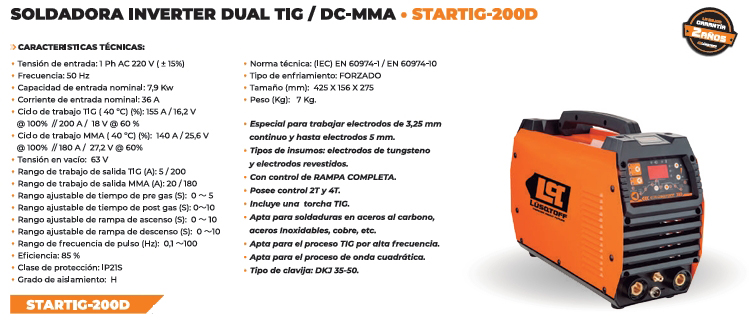 SOLDADORA INVERTER DUAL TIG / DC-MMA • STARTIG-200D
GARANTÍA
2 AÑOS
CARACTERISTICAS TÉCNICAS:
• Tensión de entrada: 1 Ph AC 220 V ( ± 15%)
• Frecuencia: 50 Hz
• Capacidad de entrada nominal: 7,9 Kw
• Corriente de entrada nominal: 36 A
• Ciclo de trabajo TIG ( 40 ºC) (%): 155 A / 16,2 V
@ 100% // 200 A / 18 V @ 60 %
• Ciclo de trabajo MMA ( 40 ºC) (%): 140 A / 25,6 V
@ 100% // 180 A / 27,2 V @ 60%
• Tensión en vacío: 63 V
• Rango de trabajo de salida TIG (A): 5 / 200
• Rango de trabajo de salida MMA (A): 20 / 180
• Rango ajustable de tiempo de pre gas (S): 0 ～ 5
• Rango ajustable de tiempo de post gas (S): 0～10
• Rango ajustable de rampa de ascenso (S): 0 ～ 10
• Rango ajustable de rampa de descenso (S): 0 ～10
• Rango de frecuencia de pulso (Hz): 0,1 ～100
• Eficiencia: 85 %
• Clase de protección: IP21S
• Grado de aislamiento: H
• Norma técnica: (IEC) EN 60974-1 / EN 60974-10
• Tipo de enfriamiento: FORZADO
• Tamaño (mm): 425 X 156 X 275
• Peso (Kg): 7 Kg.
• Especial para trabajar electrodos de 3,25 mm
continuo y hasta electrodos 5 mm.
• Tipos de insumos: electrodos de tungsteno
y electrodos revestidos.
• Con control de RAMPA COMPLETA.
• Posee control 2T y 4T.
• Incluye una torcha TIG.
• Apta para soldaduras en aceros al carbono,
aceros Inoxidables, cobre, etc.
• Apta para el proceso TIG por alta frecuencia.
• Apta para el proceso de onda cuadrática.
• Tipo de clavija: DKJ 35-50.
LÜSQTOFF
STARTIG-200D